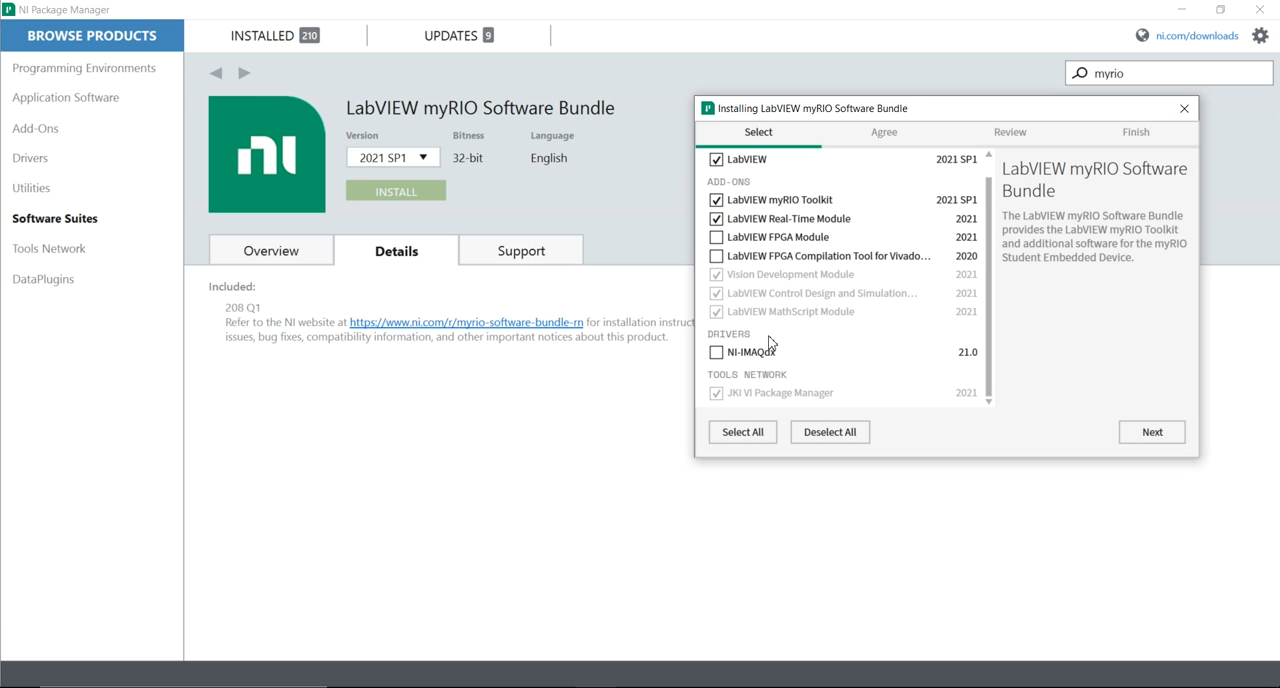 NI Package Manager
BROWSE PRODUCTS
INSTALLED 210
UPDATES 9
ni.com/downloads
Programming Environments
Application Software
Add-Ons
Drivers
Utilities
Software Suites
Tools Network
DataPlugins
myrio
ni
LabVIEW myRIO Software Bundle
Version Bitness Language
2021 SP1 32-bit English
INSTALL
Overview Details Support
Included:
208 Q1
Refer to the NI website at https://www.ni.com/r/myrio-software-bundle-rn for installation instruct
issues, bug fixes, compatibility information, and other important notices about this product.
Installing LabVIEW myRIO Software Bundle
Select Agree Review Finish
LabVIEW 2021 SP1
ADD-ONS
LabVIEW myRIO Toolkit 2021 SP1
LabVIEW Real-Time Module 2021
LabVIEW FPGA Module 2021
LabVIEW FPGA Compilation Tool for Vivado... 2020
Vision Development Module 2021
LabVIEW Control Design and Simulation... 2021
LabVIEW MathScript Module 2021
DRIVERS
NI-IMAQdx 21.0
TOOLS NETWORK
JKI VI Package Manager 2021
LabVIEW myRIO Software
Bundle
The LabVIEW myRIO Software Bundle
provides the LabVIEW myRIO Toolkit
and additional software for the myRIO
Student Embedded Device.
Select All Deselect All Next